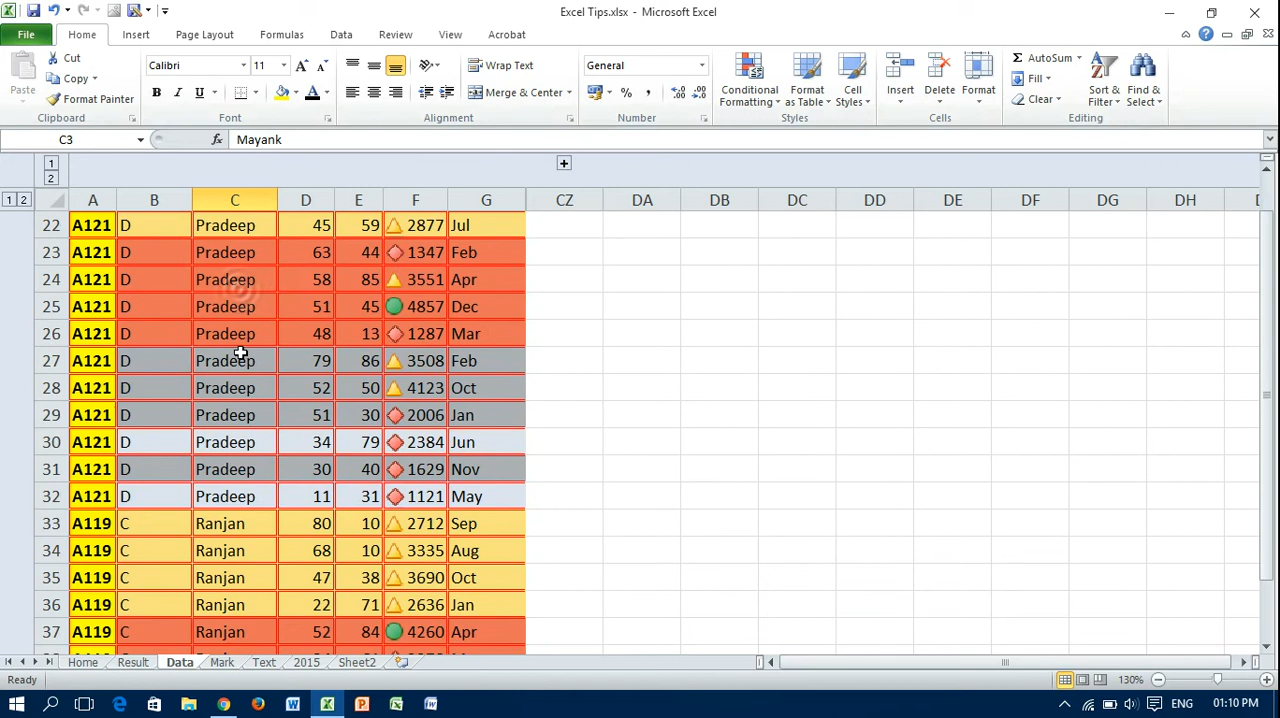 Excel Tips.xlsx - Microsoft Excel
File Home Insert Page Layout Formulas Data Review View Acrobat
Cut Calibri 11 Wrap Text General AutoSum
Copy Fill
Paste Format Painter Merge & Center Conditional Formatting Format as Table Cell Styles Insert Delete Format Clear Sort & Filter Find & Select
Clipboard Font Alignment Number Styles Cells Editing
C3 fx Mayank
1
2
1 2 A B C D E F G CZ DA DB DC DD DE DF DG DH
22 A121 D Pradeep 45 59 2877 Jul
23 A121 D Pradeep 63 44 1347 Feb
24 A121 D Pradeep 58 85 3551 Apr
25 A121 D Pradeep 51 45 4857 Dec
26 A121 D Pradeep 48 13 1287 Mar
27 A121 D Pradeep 79 86 3508 Feb
28 A121 D Pradeep 52 50 4123 Oct
29 A121 D Pradeep 51 30 2006 Jan
30 A121 D Pradeep 34 79 2384 Jun
31 A121 D Pradeep 30 40 1629 Nov
32 A121 D Pradeep 11 31 1121 May
33 A119 C Ranjan 80 10 2712 Sep
34 A119 C Ranjan 68 10 3335 Aug
35 A119 C Ranjan 47 38 3690 Oct
36 A119 C Ranjan 22 71 2636 Jan
37 A119 C Ranjan 52 84 4260 Apr
Home Result Data Mark Text 2015 Sheet2
Ready 130%
ENG 01:10 PM